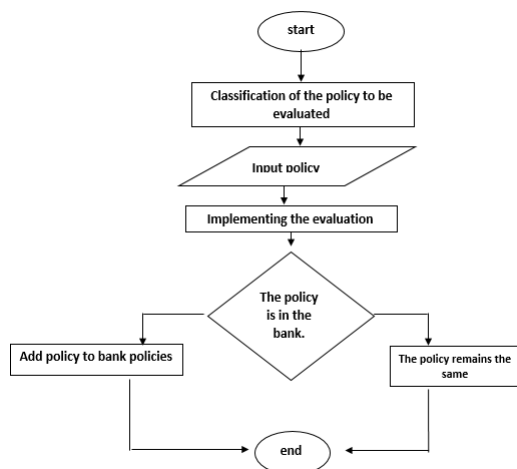 start
Classification of the policy to be
evaluated
Input policy
Implementing the evaluation
The policy
is in the
bank.
Add policy to bank policies
The policy remains the
same
end